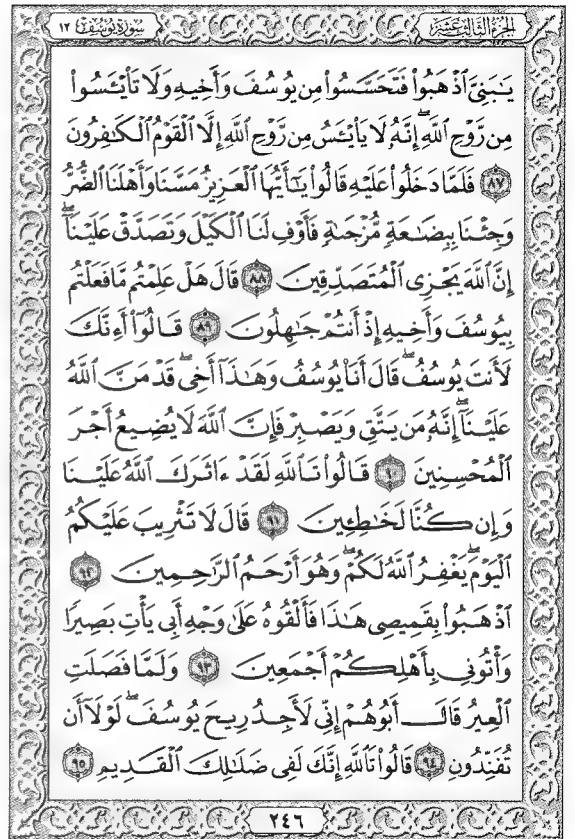 سورة يوسف ١٢ الجزء الثالث عشر
يَٰبَنِىَّ ٱذْهَبُوا۟ فَتَحَسَّسُوا۟ مِن يُوسُفَ وَأَخِيهِ وَلَا تَا۟يْـَٔسُوا۟
مِن رَّوْحِ ٱللَّهِۖ إِنَّهُۥ لَا يَا۟يْـَٔسُ مِن رَّوْحِ ٱللَّهِ إِلَّا ٱلْقَوْمُ ٱلْكَٰفِرُونَ
٨٧ فَلَمَّا دَخَلُوا۟ عَلَيْهِ قَالُوا۟ يَٰٓأَيُّهَا ٱلْعَزِيزُ مَسَّنَا وَأَهْلَنَا ٱلضُّرُّ
وَجِئْنَا بِبِضَٰعَةٍ مُّزْجَىٰةٍ فَأَوْفِ لَنَا ٱلْكَيْلَ وَتَصَدَّقْ عَلَيْنَآۖ
إِنَّ ٱللَّهَ يَجْزِى ٱلْمُتَصَدِّقِينَ ٨٨ قَالَ هَلْ عَلِمْتُم مَّا فَعَلْتُم
بِيُوسُفَ وَأَخِيهِ إِذْ أَنتُمْ جَٰهِلُونَ ٨٩ قَالُوٓا۟ أَءِنَّكَ
لَأَنتَ يُوسُفُۖ قَالَ أَنَا۠ يُوسُفُ وَهَٰذَآ أَخِىۖ قَدْ مَنَّ ٱللَّهُ
عَلَيْنَآۖ إِنَّهُۥ مَن يَتَّقِ وَيَصْبِرْ فَإِنَّ ٱللَّهَ لَا يُضِيعُ أَجْرَ
ٱلْمُحْسِنِينَ ٩٠ قَالُوا۟ تَٱللَّهِ لَقَدْ ءَاثَرَكَ ٱللَّهُ عَلَيْنَا
وَإِن كُنَّا لَخَٰطِـِٔينَ ٩١ قَالَ لَا تَثْرِيبَ عَلَيْكُمُ
ٱلْيَوْمَۖ يَغْفِرُ ٱللَّهُ لَكُمْۖ وَهُوَ أَرْحَمُ ٱلرَّٰحِمِينَ ٩٢
ٱذْهَبُوا۟ بِقَمِيصِى هَٰذَا فَأَلْقُوهُ عَلَىٰ وَجْهِ أَبِى يَأْتِ بَصِيرًا
وَأْتُونِى بِأَهْلِكُمْ أَجْمَعِينَ ٩٣ وَلَمَّا فَصَلَتِ
ٱلْعِيرُ قَالَ أَبُوهُمْ إِنِّى لَأَجِدُ رِيحَ يُوسُفَۖ لَوْلَآ أَن
تُفَنِّدُونِ ٩٤ قَالُوا۟ تَٱللَّهِ إِنَّكَ لَفِى ضَلَٰلِكَ ٱلْقَدِيمِ ٩٥
٢٤٦